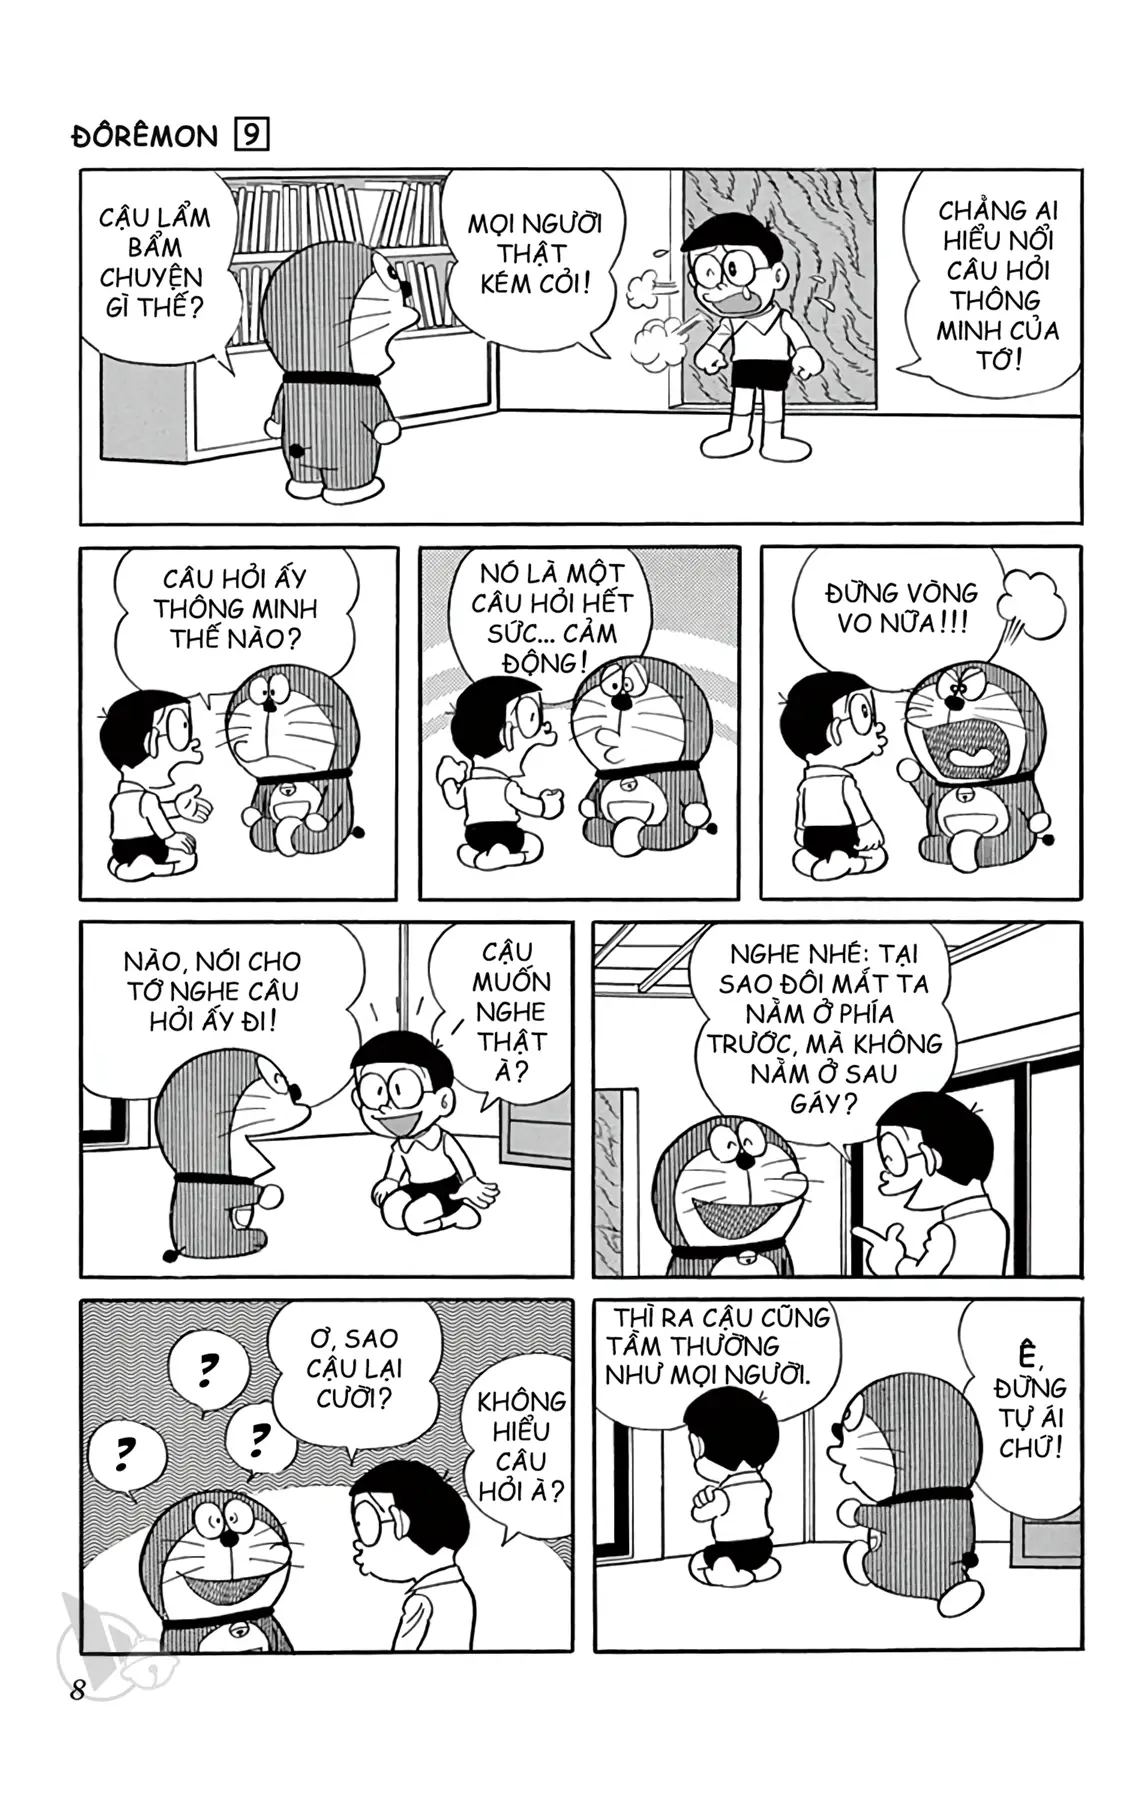 ĐÔRÊMON 9
CẬU LẨM
BẨM
CHUYỆN
GÌ THẾ?
MỌI NGƯỜI
THẬT
KÉM CỎI!
CHẲNG AI
HIỂU NỔI
CÂU HỎI
THÔNG
MINH CỦA
TỚ!
CÂU HỎI ẤY
THÔNG MINH
THẾ NÀO?
NÓ LÀ MỘT
CÂU HỎI HẾT
SỨC... CẢM
ĐỘNG!
ĐỪNG VÒNG
VO NỮA!!!
NÀO, NÓI CHO
TỚ NGHE CÂU
HỎI ẤY ĐI!
CẬU
MUỐN
NGHE
THẬT
À?
NGHE NHÉ: TẠI
SAO ĐÔI MẮT TA
NẰM Ở PHÍA
TRƯỚC, MÀ KHÔNG
NẰM Ở SAU
GÁY?
?
?
?
Ơ, SAO
CẬU LẠI
CƯỜI?
KHÔNG
HIỂU
CÂU
HỎI À?
THÌ RA CẬU CŨNG
TẦM THƯỜNG
NHƯ MỌI NGƯỜI.
Ê,
ĐỪNG
TỰ ÁI
CHỨ!
8